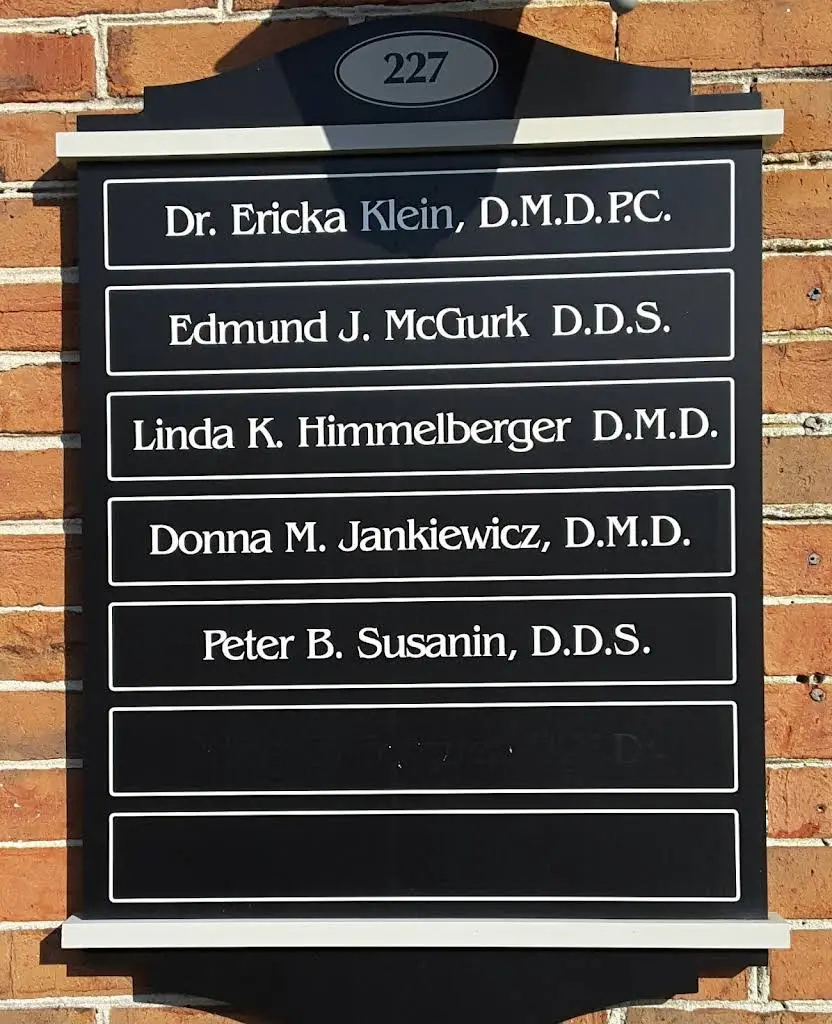 227
Dr. Ericka Klein, D.M.D.P.C.
Edmund J. McGurk D.D.S.
Linda K. Himmelberger D.M.D.
Donna M. Jankiewicz, D.M.D.
Peter B. Susanin, D.D.S.